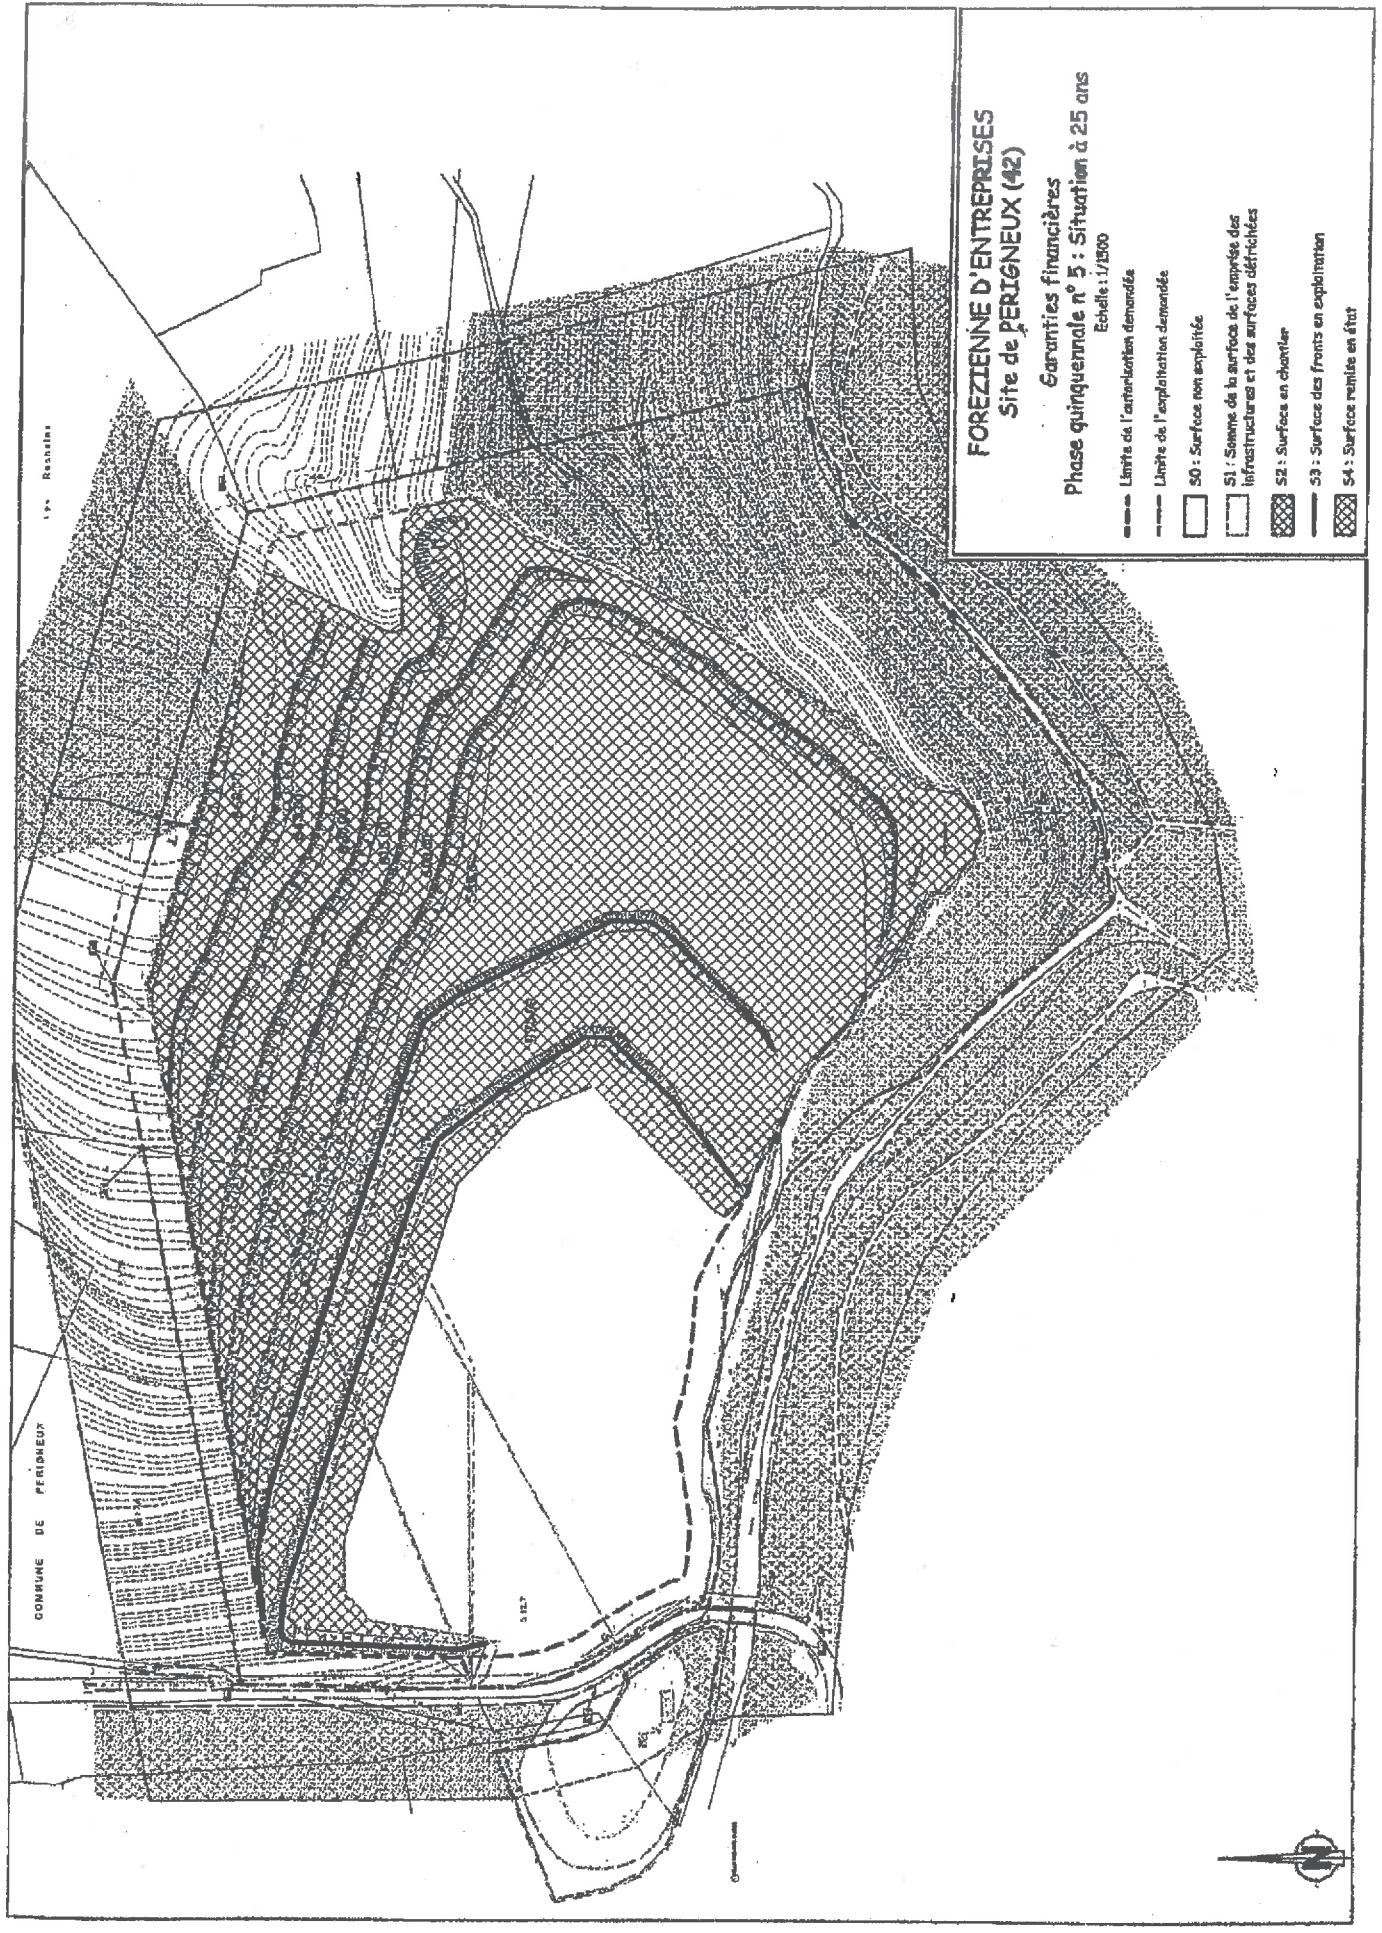 FOREZIENNE D'ENTREPRISES
Site de PERIGNEUX (42)
Garanties financières
Phase quinquennale n° 5 : Situation à 25 ans
Echelle : 1/1500
Limite de l'autorisation demandée
Limite de l'exploitation demandée
S0 : Surface non exploitée
S1 : Somme de la surface de l'emprise des
infrastructures et des surfaces défrichées
S2 : Surface en chantier
S3 : Surface des fronts en exploitation
S4 : Surface remise en état
COMMUNE DE PERIGNEUX
N